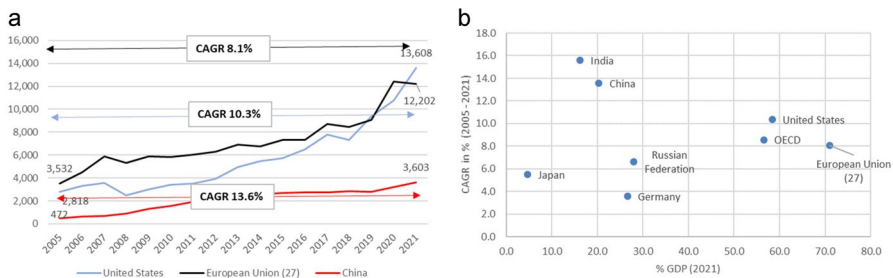 a
16,000
14,000
12,000
10,000
8,000
6,000
4,000
2,000
0
CAGR 8.1%
CAGR 10.3%
CAGR 13.6%
13,608
12,202
3,603
3,532
2,818
472
2005
2006
2007
2008
2009
2010
2011
2012
2013
2014
2015
2016
2017
2018
2019
2020
2021
United States
European Union (27)
China
b
CAGR in % (2005 - 2021)
18.0
16.0
14.0
12.0
10.0
8.0
6.0
4.0
2.0
0.0
India
China
United States
OECD
European Union
(27)
Russian
Federation
Japan
Germany
0.0
10.0
20.0
30.0
40.0
50.0
60.0
70.0
80.0
% GDP (2021)